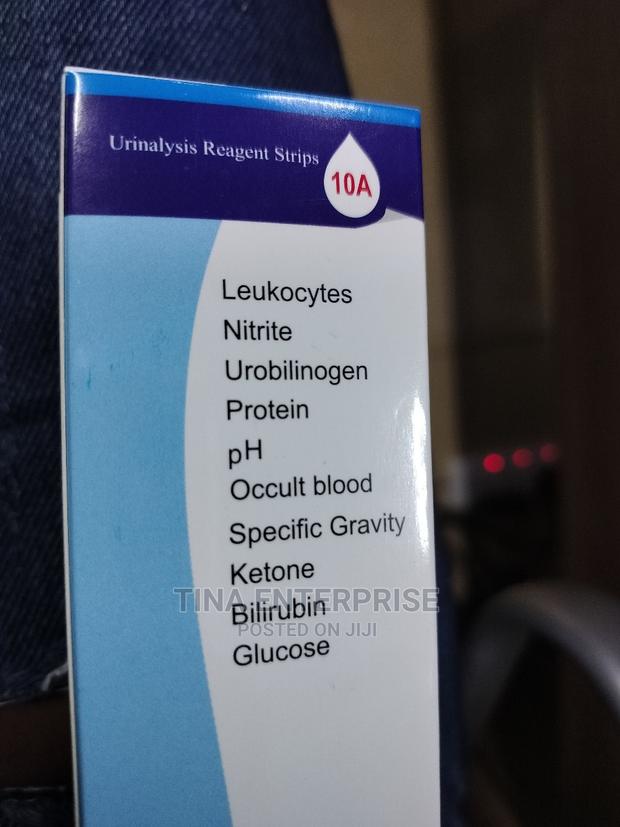 Urinalysis Reagent Strips
10A
Leukocytes
Nitrite
Urobilinogen
Protein
pH
Occult blood
Specific Gravity
Ketone
TINA ENTERPRISE
Bilirubin
POSTED ON JIJI
Glucose